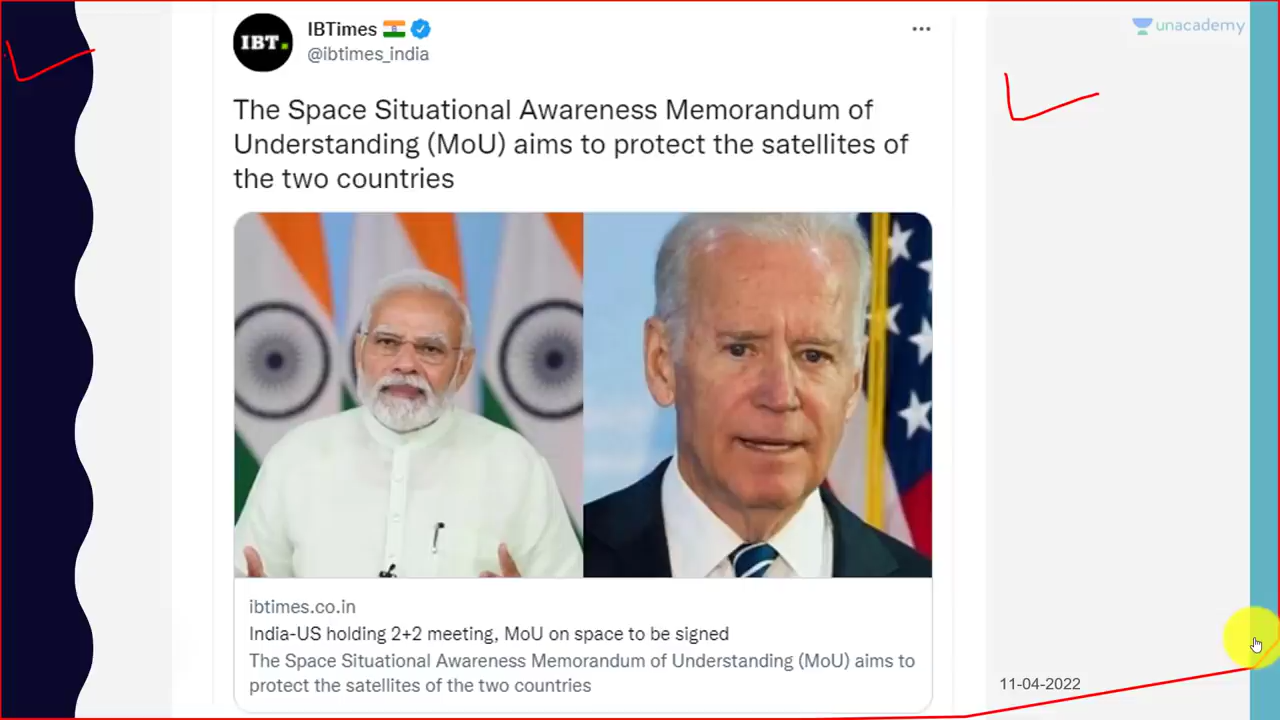 unacademy
IBT.
IBTimes
@ibtimes_india
The Space Situational Awareness Memorandum of
Understanding (MoU) aims to protect the satellites of
the two countries
ibtimes.co.in
India-US holding 2+2 meeting, MoU on space to be signed
The Space Situational Awareness Memorandum of Understanding (MoU) aims to
protect the satellites of the two countries
11-04-2022